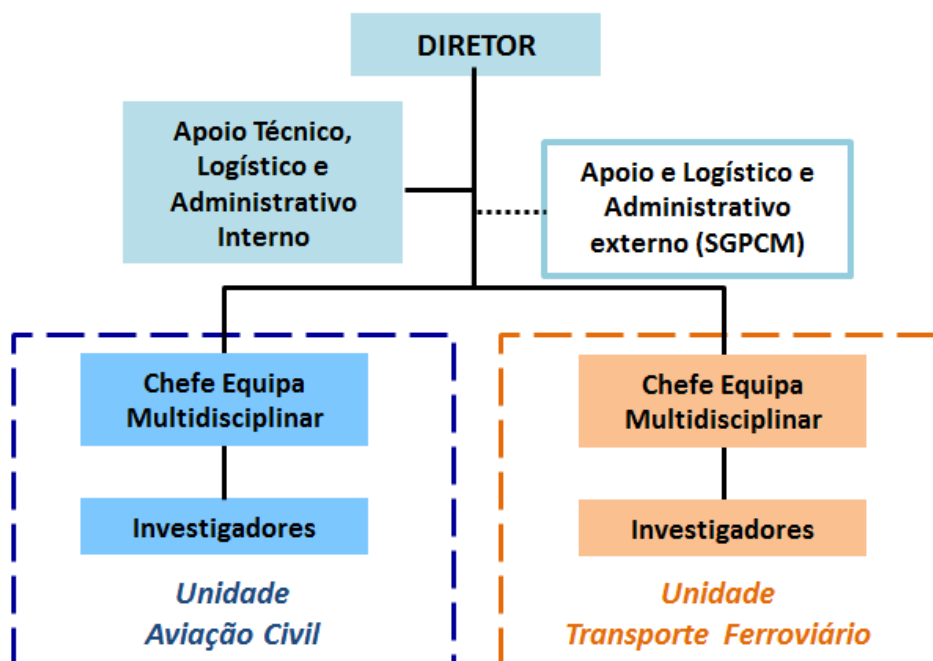 DIRETOR
Apoio Técnico,
Logístico e
Administrativo
Interno
Apoio e Logístico e
Administrativo
externo (SGPCM)
Chefe Equipa
Multidisciplinar
Investigadores
Unidade
Aviação Civil
Chefe Equipa
Multidisciplinar
Investigadores
Unidade
Transporte Ferroviário